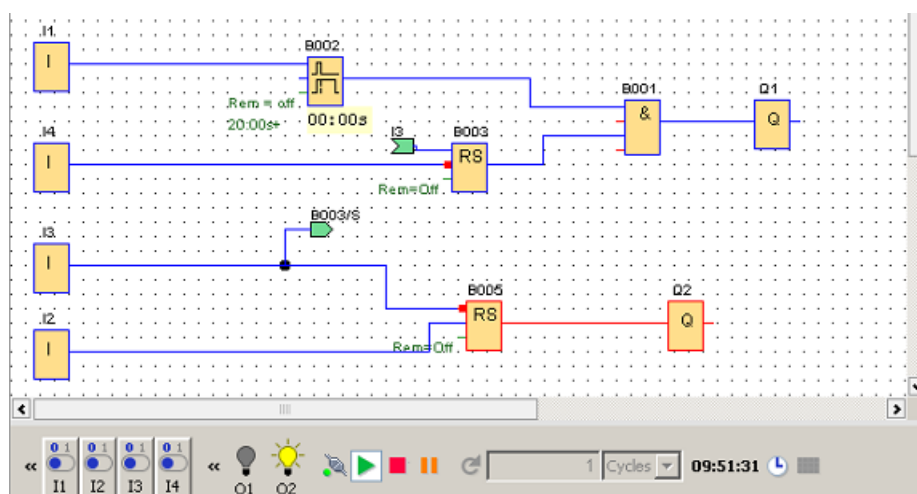 I1
I
B002
Rem = off
20:00s+
00:00s
B001
&
Q1
Q
I4
I
I3
B003
RS
Rem=Off
B003/S
I3
I
B005
RS
Q2
Q
I2
I
Rem=Off
1 Cycles 09:51:31
« 0 1 0 1 0 1 0 1 «
I1 I2 I3 I4 Q1 Q2